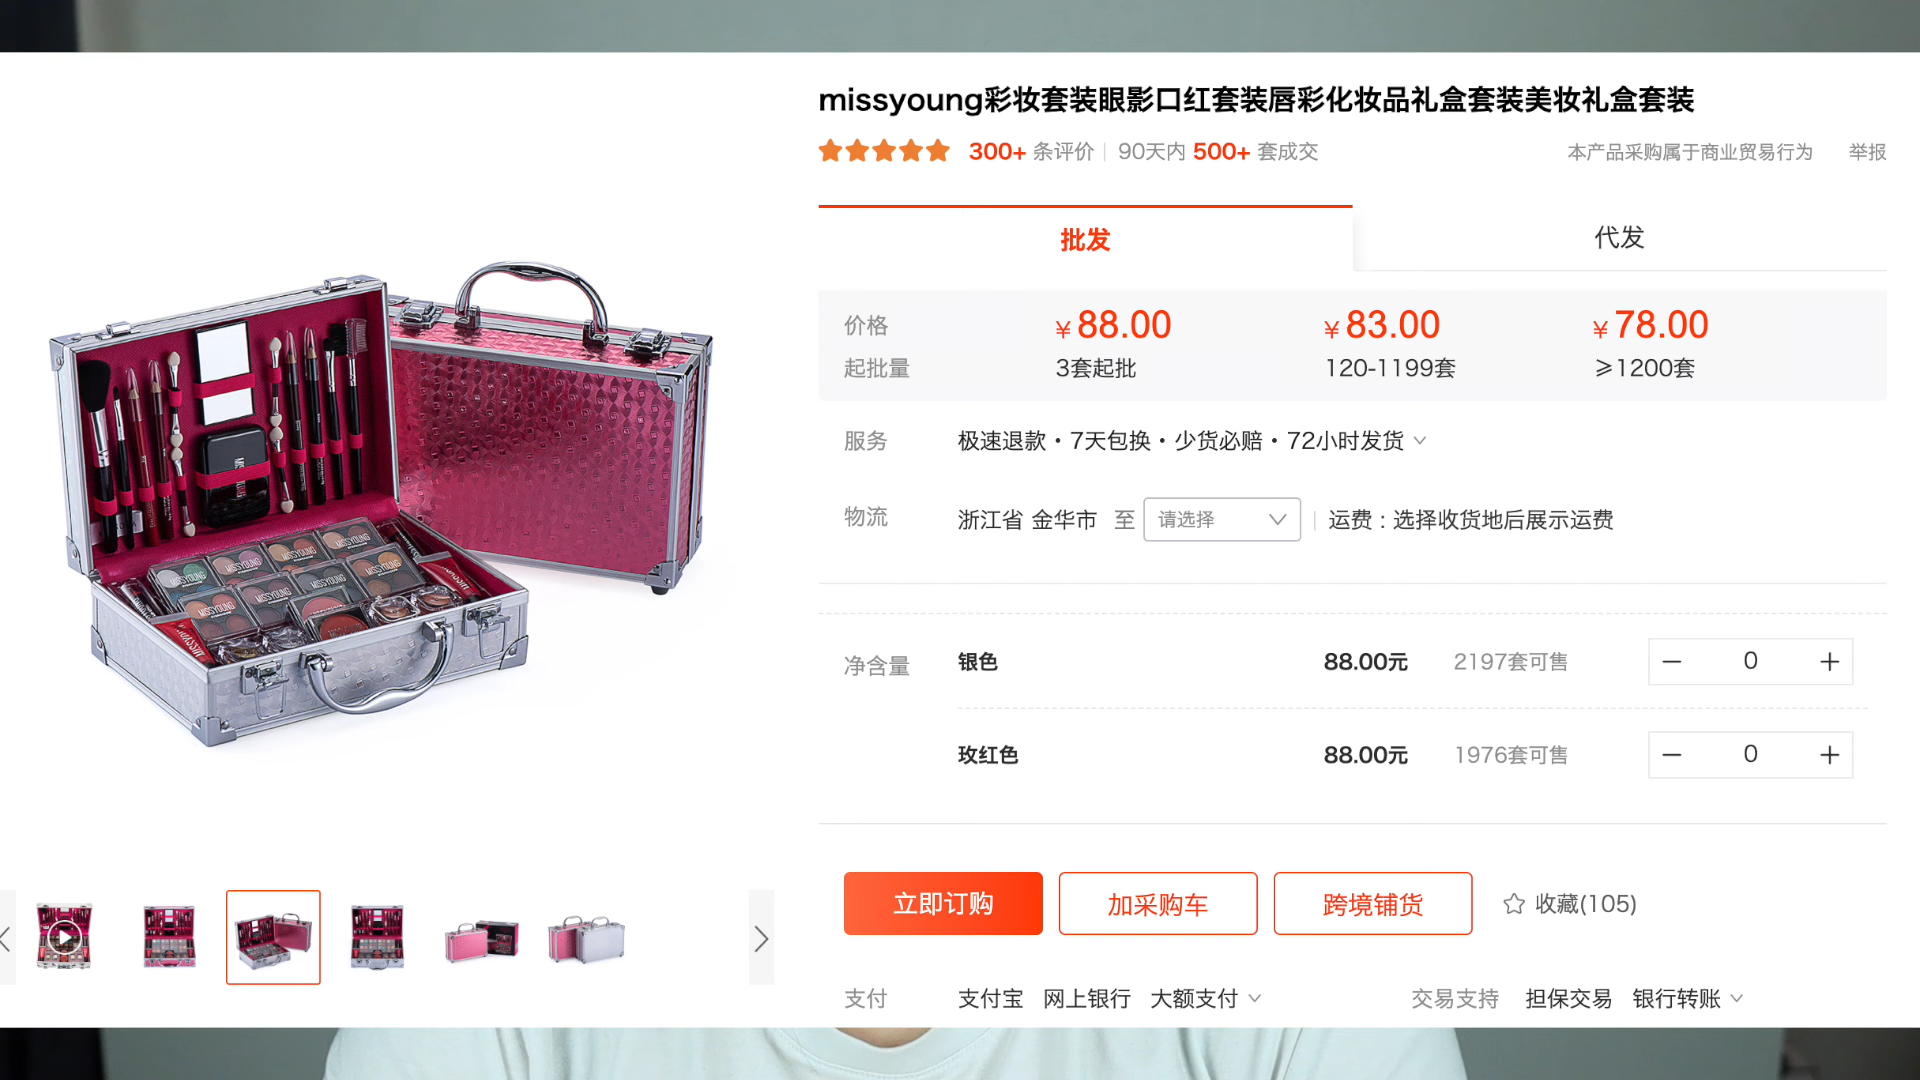 missyoung彩妆套装眼影口红套装唇彩化妆品礼盒套装美妆礼盒套装
300+ 条评价 90天内 500+ 套成交 本产品采购属于商业贸易行为 举报
批发 代发
价格 ¥88.00 ¥83.00 ¥78.00
起批量 3套起批 120-1199套 ≥1200套
服务 极速退款・7天包换・少货必赔・72小时发货
物流 浙江省 金华市 至 请选择 运费：选择收货地后展示运费
净含量 银色 88.00元 2197套可售 0
玫红色 88.00元 1976套可售 0
MISSYOUNG MISSYOUNG MISSYOUNG MISSYOUNG
MISSYOUNG MISSYOUNG MISSYOUNG MISSYOUNG
立即订购 加采购车 跨境铺货 收藏(105)
支付 支付宝 网上银行 大额支付 交易支持 担保交易 银行转账